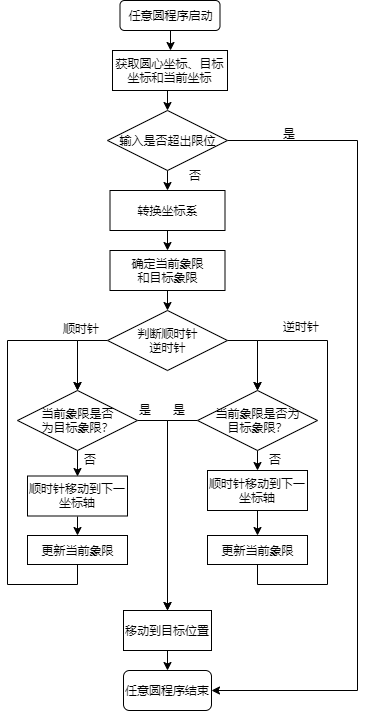 任意圆程序启动
获取圆心坐标、目标
坐标和当前坐标
输入是否超出限位
是
否
转换坐标系
确定当前象限
和目标象限
判断顺时针
逆时针
顺时针
逆时针
当前象限是否
为目标象限？
是
是
当前象限是否为
目标象限？
否
否
顺时针移动到下一
坐标轴
顺时针移动到下一
坐标轴
更新当前象限
更新当前象限
移动到目标位置
任意圆程序结束